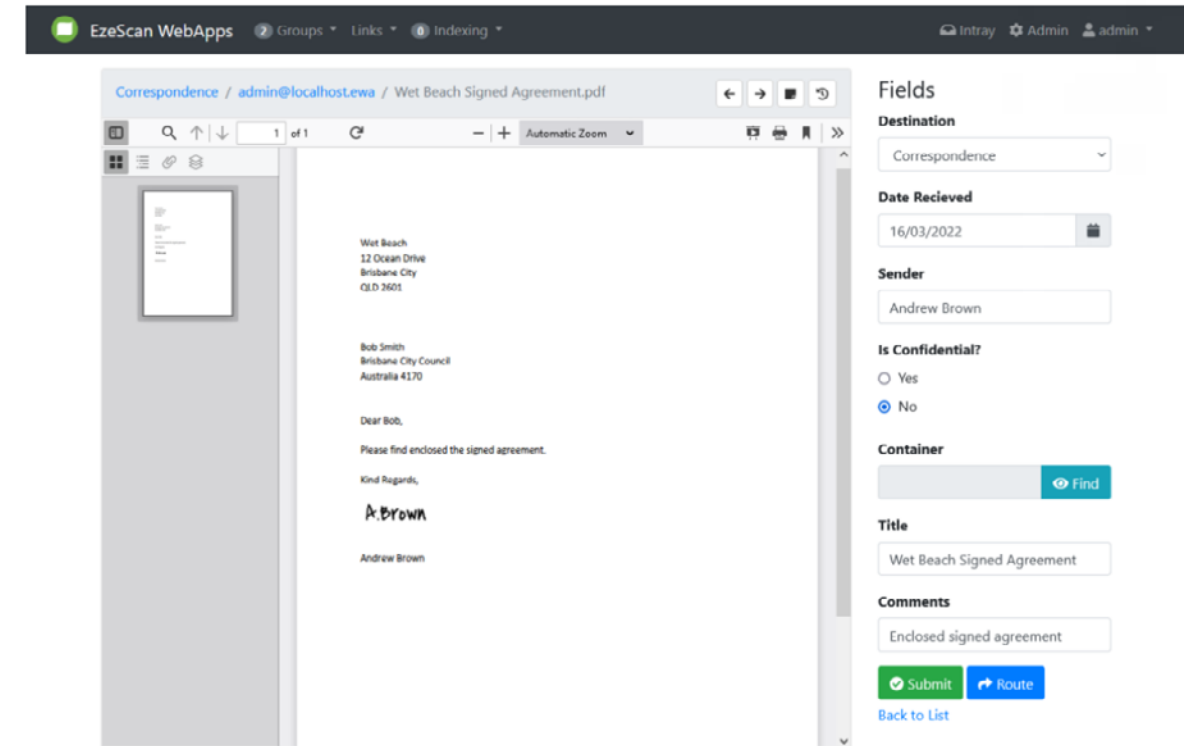 EzeScan WebApps 2 Groups Links 0 Indexing Intray Admin admin
Correspondence / admin@localhost.ewa / Wet Beach Signed Agreement.pdf
1 of 1 Automatic Zoom
Wet Beach
12 Ocean Drive
Brisbane City
QLD 2601
Bob Smith
Brisbane City Council
Australia 4170
Dear Bob,
Please find enclosed the signed agreement.
Kind Regards,
A.Brown
Andrew Brown
Fields
Destination
Correspondence
Date Recieved
16/03/2022
Sender
Andrew Brown
Is Confidential?
Yes
No
Container
Find
Title
Wet Beach Signed Agreement
Comments
Enclosed signed agreement
Submit Route
Back to List